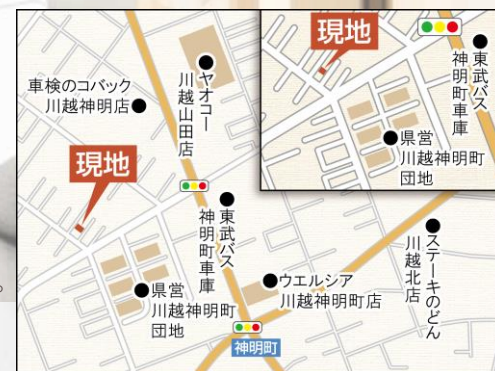 ヤオコー
川越山田店
車検のコバック
川越神明店
現地
東武バス
神明町車庫
県営
川越神明町
団地
ウエルシア
川越神明町店
ステーキのどん
川越北店
神明町
現地
東武バス
神明町車庫
県営
川越神明町
団地